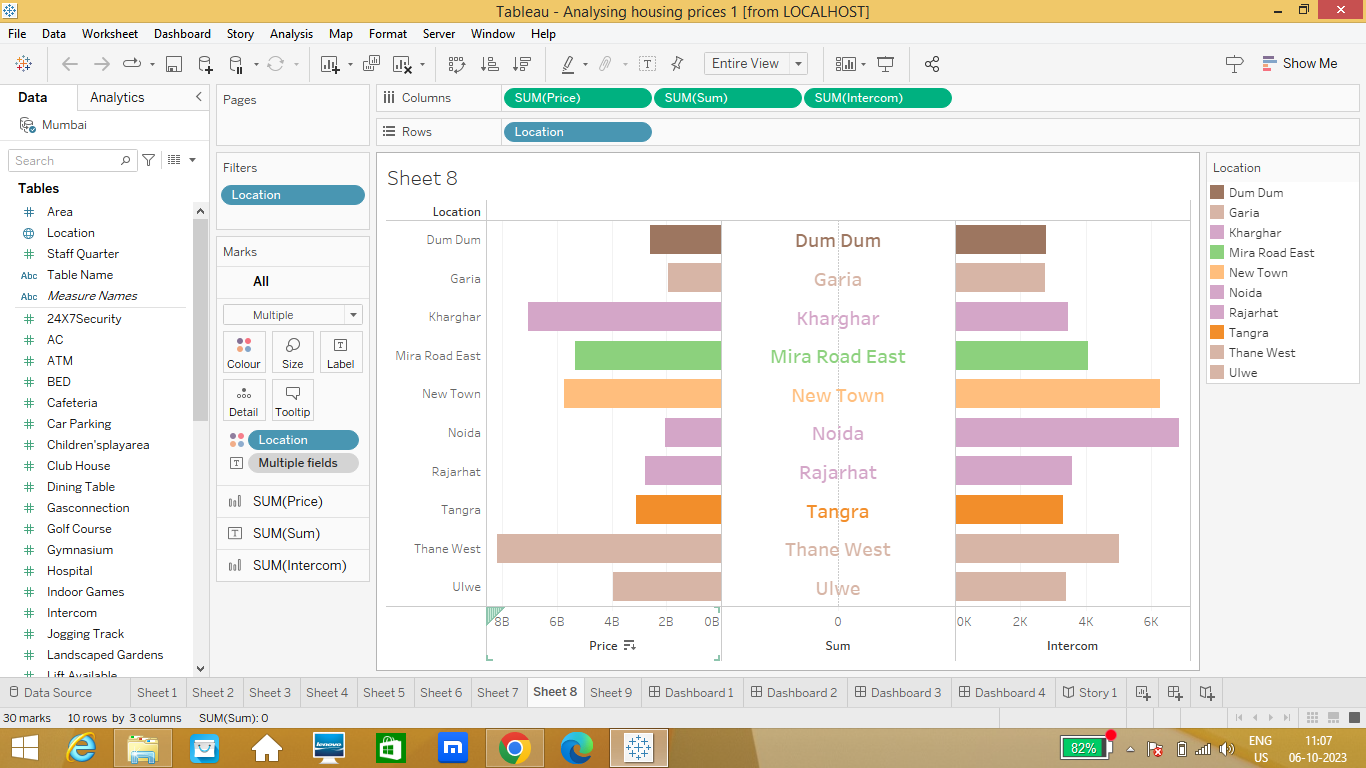 Tableau - Analysing housing prices 1 [from LOCALHOST]
File Data Worksheet Dashboard Story Analysis Map Format Server Window Help
Entire View
Show Me
Data Analytics
Mumbai
Search
Tables
Area
Location
Staff Quarter
Abc Table Name
Abc Measure Names
24X7Security
AC
ATM
BED
Cafeteria
Car Parking
Children'splayarea
Club House
Dining Table
Gasconnection
Golf Course
Gymnasium
Hospital
Indoor Games
Intercom
Jogging Track
Landscaped Gardens
Lift Available
Pages
Filters
Location
Marks
All
Multiple
Colour Size Label
Detail Tooltip
Location
Multiple fields
SUM(Price)
SUM(Sum)
SUM(Intercom)
Columns SUM(Price) SUM(Sum) SUM(Intercom)
Rows Location
Sheet 8
Location
Dum Dum Dum Dum
Garia Garia
Kharghar Kharghar
Mira Road East Mira Road East
New Town New Town
Noida Noida
Rajarhat Rajarhat
Tangra Tangra
Thane West Thane West
Ulwe Ulwe
8B 6B 4B 2B 0B 0 0K 2K 4K 6K
Price Sum Intercom
Location
Dum Dum
Garia
Kharghar
Mira Road East
New Town
Noida
Rajarhat
Tangra
Thane West
Ulwe
Data Source Sheet 1 Sheet 2 Sheet 3 Sheet 4 Sheet 5 Sheet 6 Sheet 7 Sheet 8 Sheet 9 Dashboard 1 Dashboard 2 Dashboard 3 Dashboard 4 Story 1
30 marks 10 rows by 3 columns SUM(Sum): 0
lenovo m 82% ENG 11:07
US 06-10-2023